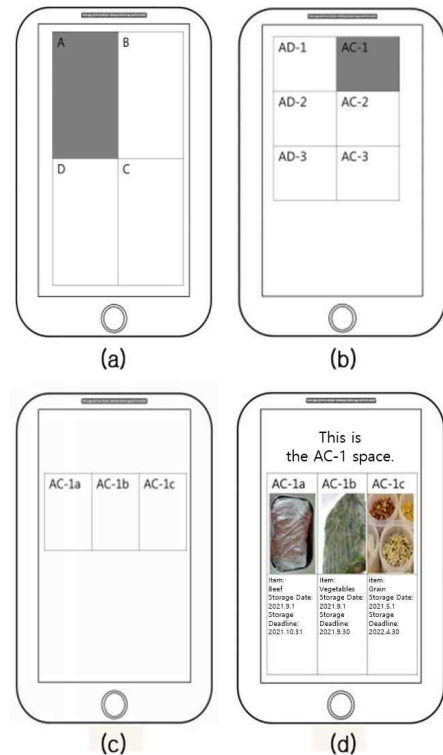 A
B
D
C
(a)
AD-1
AC-1
AD-2
AC-2
AD-3
AC-3
(b)
AC-1a
AC-1b
AC-1c
(c)
This is
the AC-1 space.
AC-1a
AC-1b
AC-1c
Item:
Beef
Storage Date:
2021.9.1
Storage
Deadline:
2021.10.31
Item:
Vegetables
Storage Date:
2021.9.1
Storage
Deadline:
2021.9.30
item:
Grain
Storage Date:
2021.5.1
Storage
Deadline:
2022.4.30
(d)